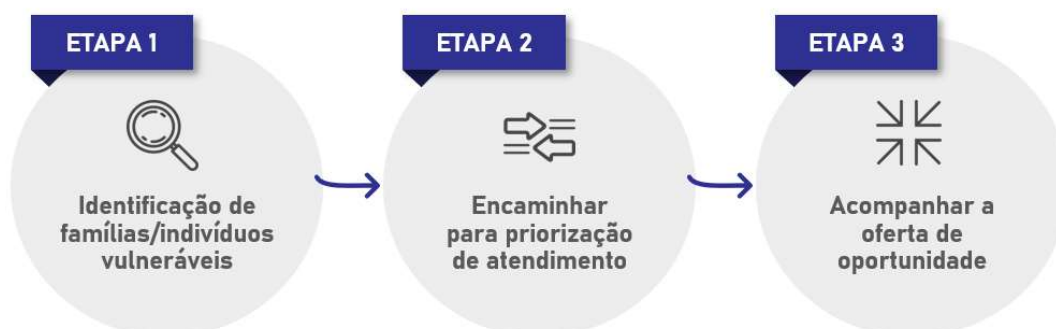 ETAPA 1
Identificação de
famílias/indivíduos
vulneráveis
ETAPA 2
Encaminhar
para priorização
de atendimento
ETAPA 3
Acompanhar a
oferta de
oportunidade